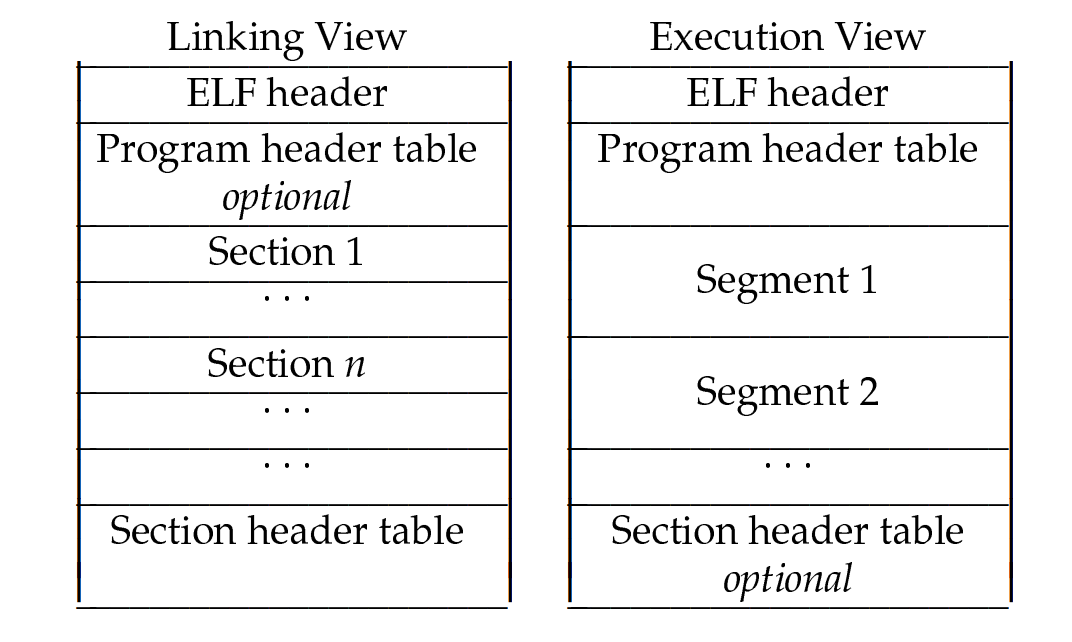 Linking View
ELF header
Program header table
optional
Section 1
. . .
Section n
. . .
. . .
Section header table
Execution View
ELF header
Program header table
Segment 1
Segment 2
. . .
Section header table
optional